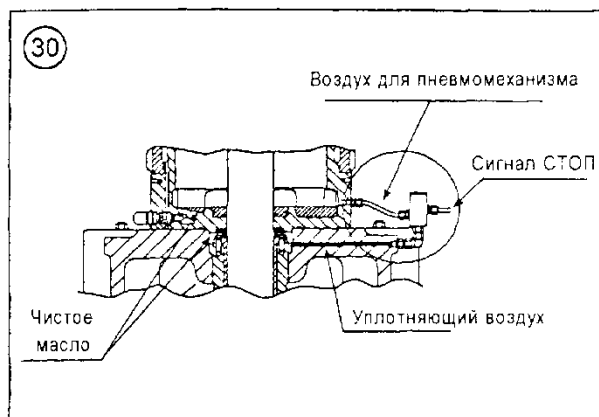 30
Воздух для пневмомеханизма
Сигнал СТОП
Чистое
масло
Уплотняющий воздух